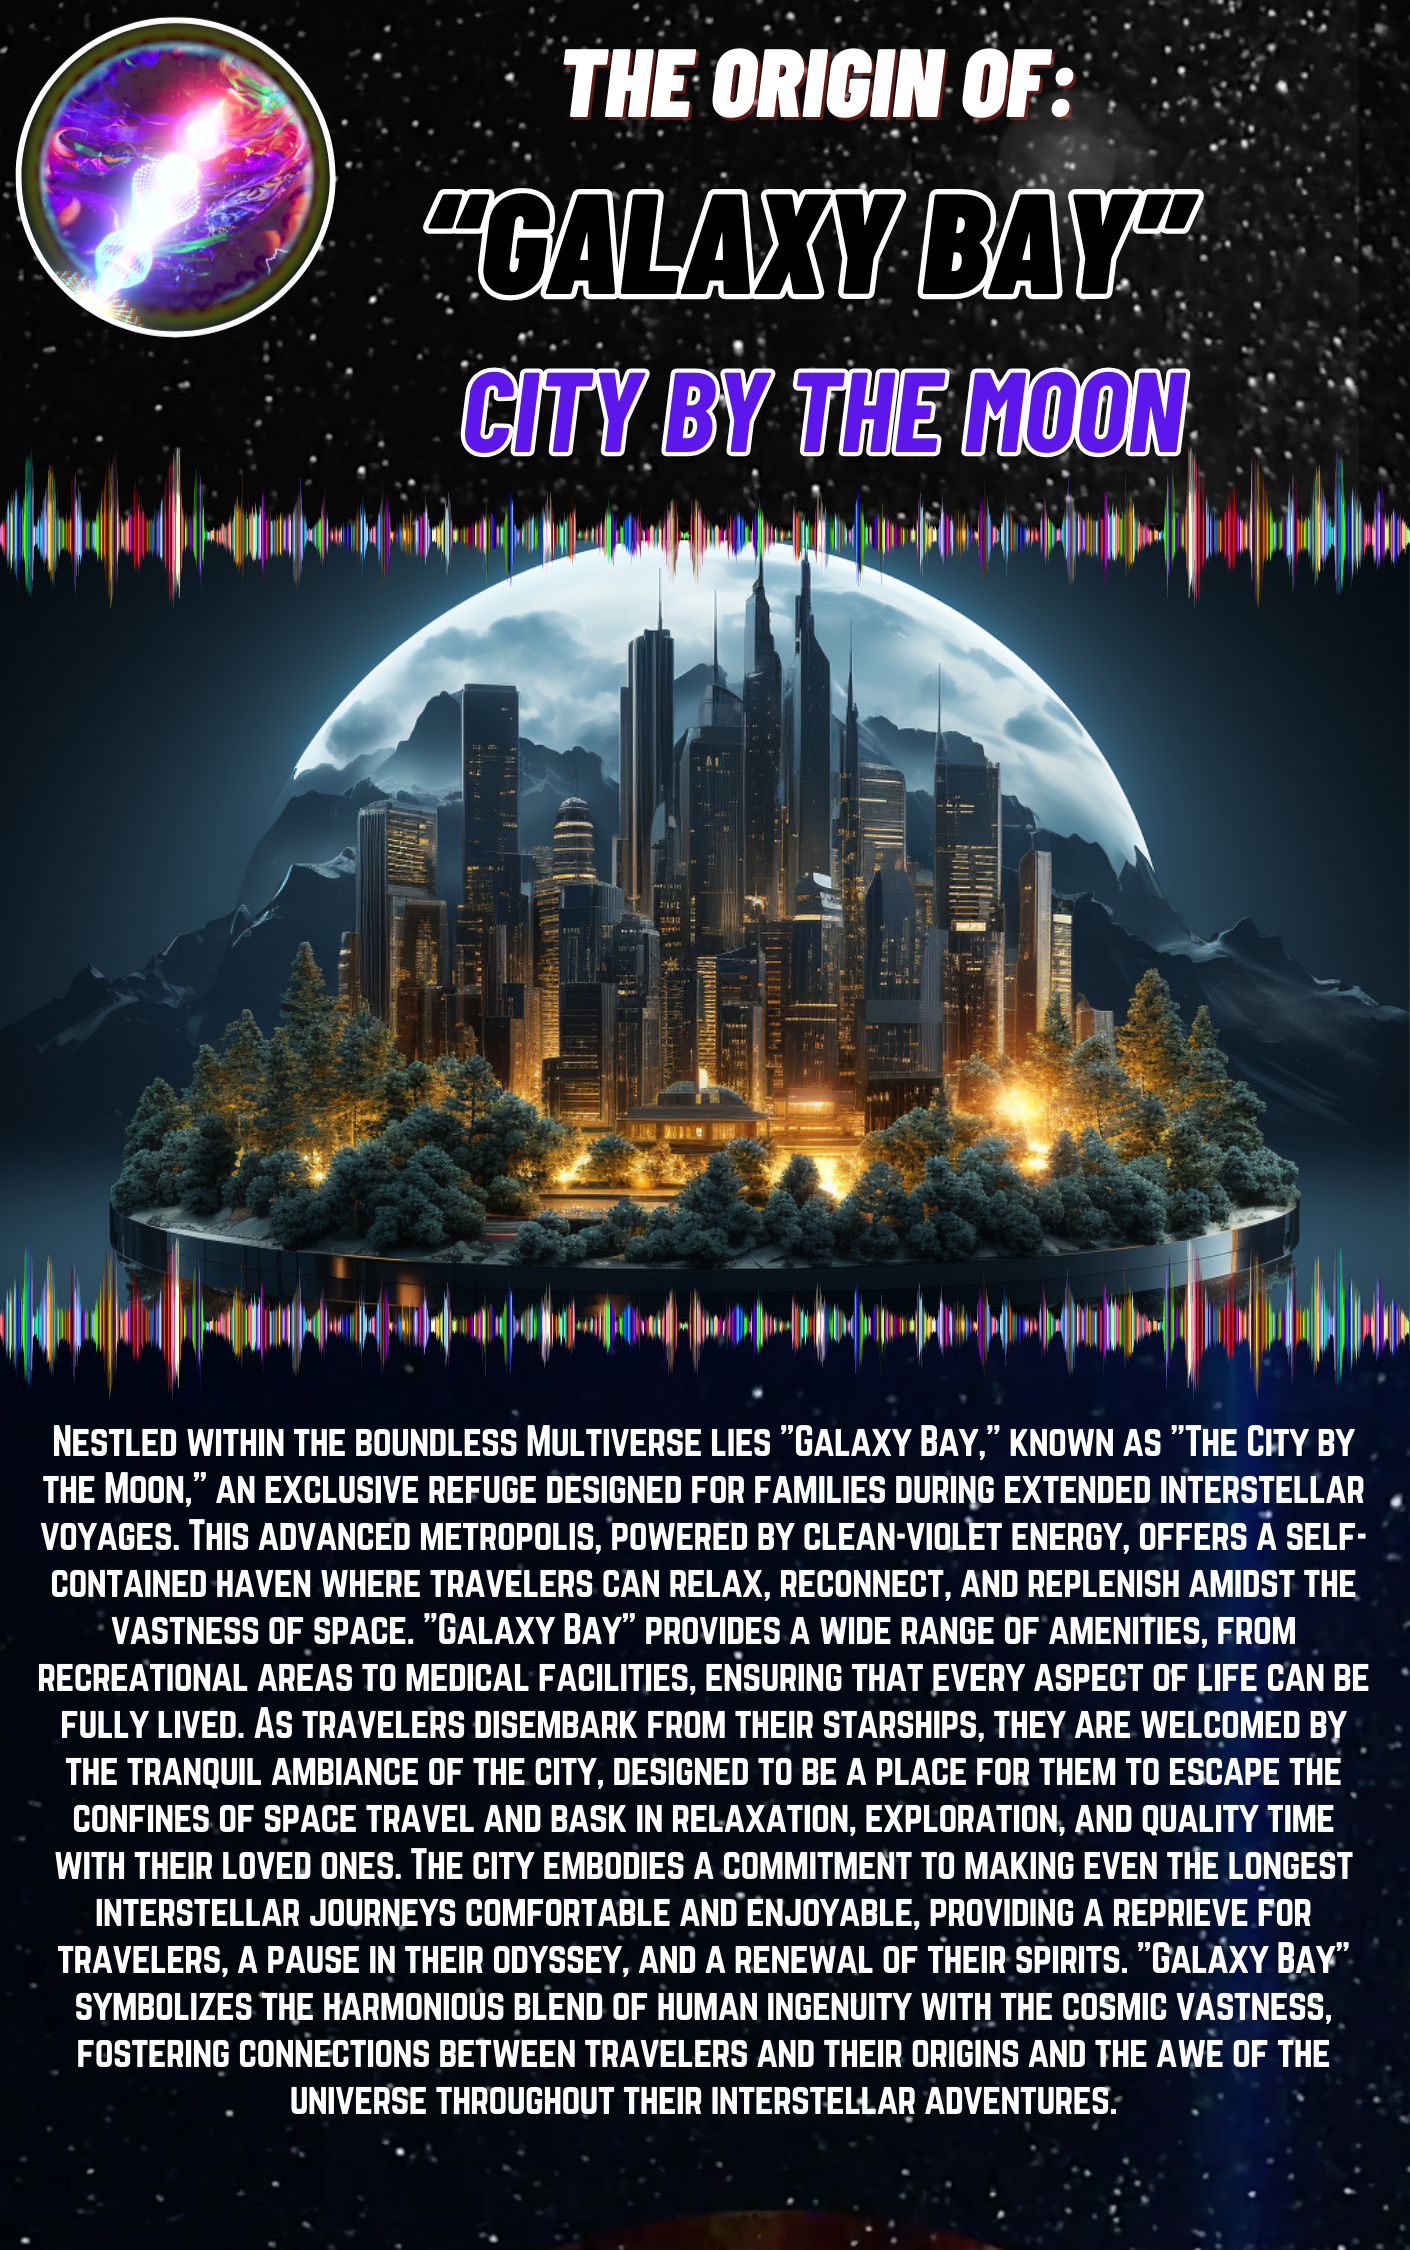 THE ORIGIN OF:
"GALAXY BAY"
CITY BY THE MOON
Nestled within the boundless Multiverse lies "Galaxy Bay," known as "The City by
the Moon," an exclusive refuge designed for families during extended interstellar
voyages. This advanced metropolis, powered by clean-violet energy, offers a self-
contained haven where travelers can relax, reconnect, and replenish amidst the
vastness of space. "Galaxy Bay" provides a wide range of amenities, from
recreational areas to medical facilities, ensuring that every aspect of life can be
fully lived. As travelers disembark from their starships, they are welcomed by
the tranquil ambiance of the city, designed to be a place for them to escape the
confines of space travel and bask in relaxation, exploration, and quality time
with their loved ones. The city embodies a commitment to making even the longest
interstellar journeys comfortable and enjoyable, providing a reprieve for
travelers, a pause in their odyssey, and a renewal of their spirits. "Galaxy Bay"
symbolizes the harmonious blend of human ingenuity with the cosmic vastness,
fostering connections between travelers and their origins and the awe of the
universe throughout their interstellar adventures.